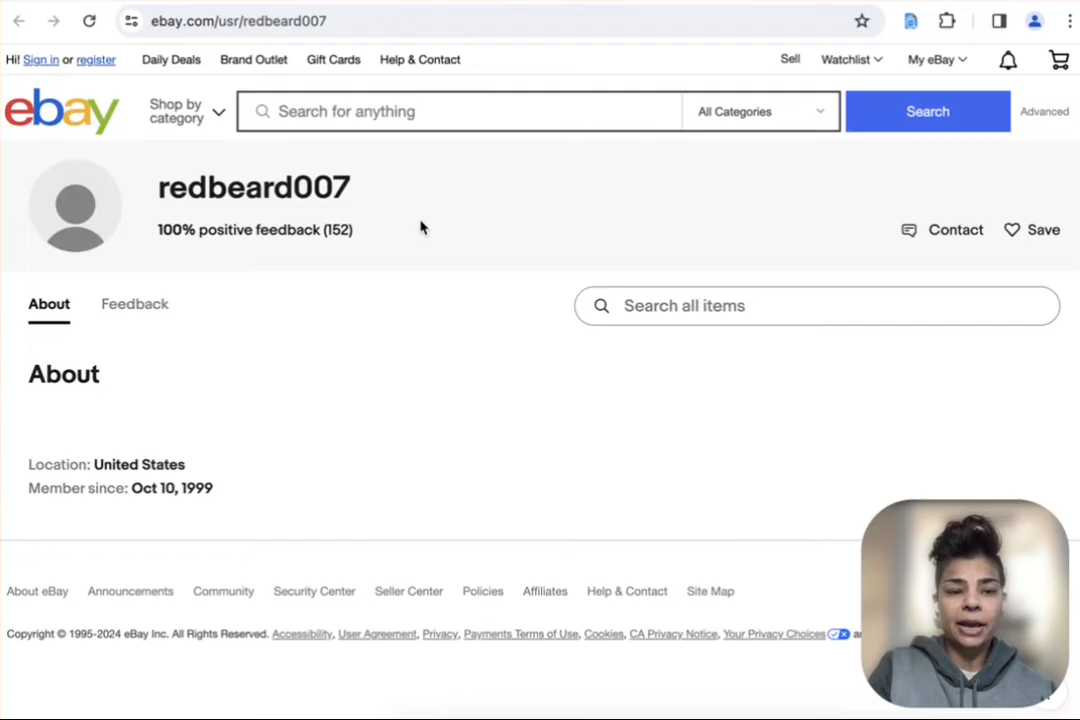 ebay.com/usr/redbeard007
Hi! Sign in or register Daily Deals Brand Outlet Gift Cards Help & Contact Sell Watchlist My eBay
ebay Shop by category Search for anything All Categories Search Advanced
redbeard007
100% positive feedback (152) Contact Save
About Feedback Search all items
About
Location: United States
Member since: Oct 10, 1999
About eBay Announcements Community Security Center Seller Center Policies Affiliates Help & Contact Site Map
Copyright © 1995-2024 eBay Inc. All Rights Reserved. Accessibility, User Agreement, Privacy, Payments Terms of Use, Cookies, CA Privacy Notice, Your Privacy Choices